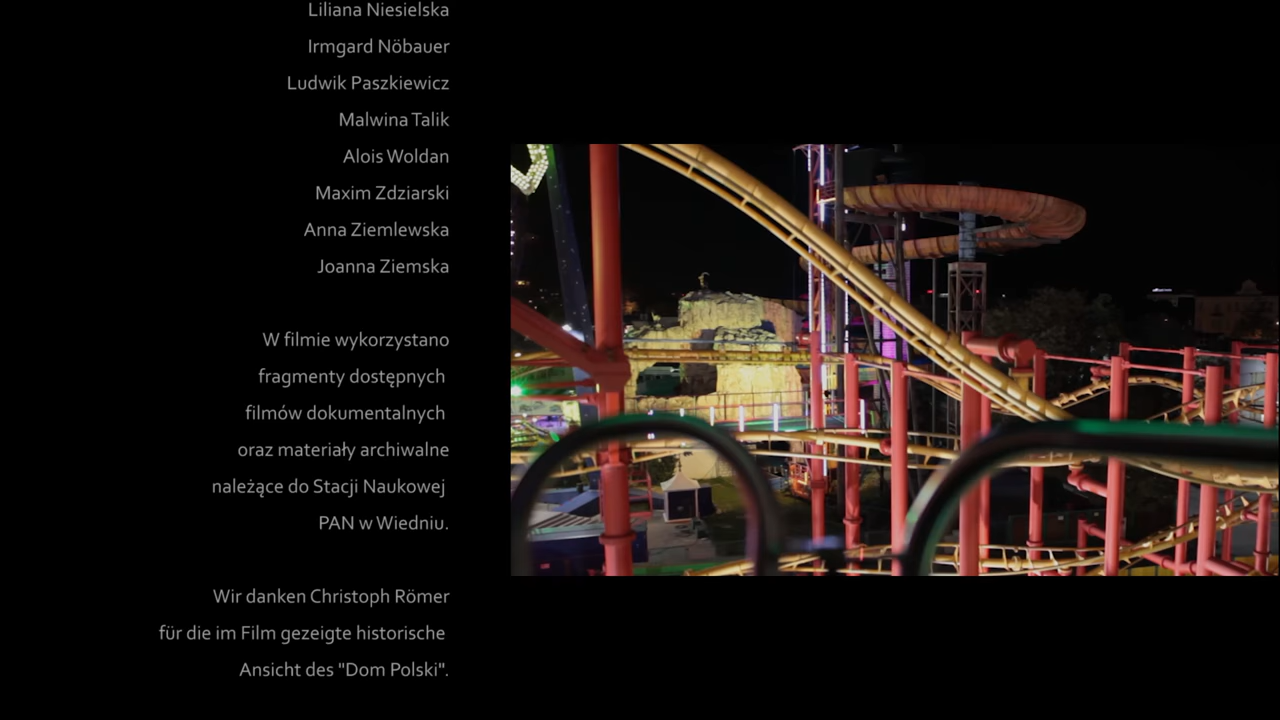 Liliana Niesielska
Irmgard Nöbauer
Ludwik Paszkiewicz
Malwina Talik
Alois Woldan
Maxim Zdziarski
Anna Ziemlewska
Joanna Ziemska
W filmie wykorzystano
fragmenty dostępnych
filmów dokumentalnych
oraz materiały archiwalne
należące do Stacji Naukowej
PAN w Wiedniu.
Wir danken Christoph Römer
für die im Film gezeigte historische
Ansicht des "Dom Polski".